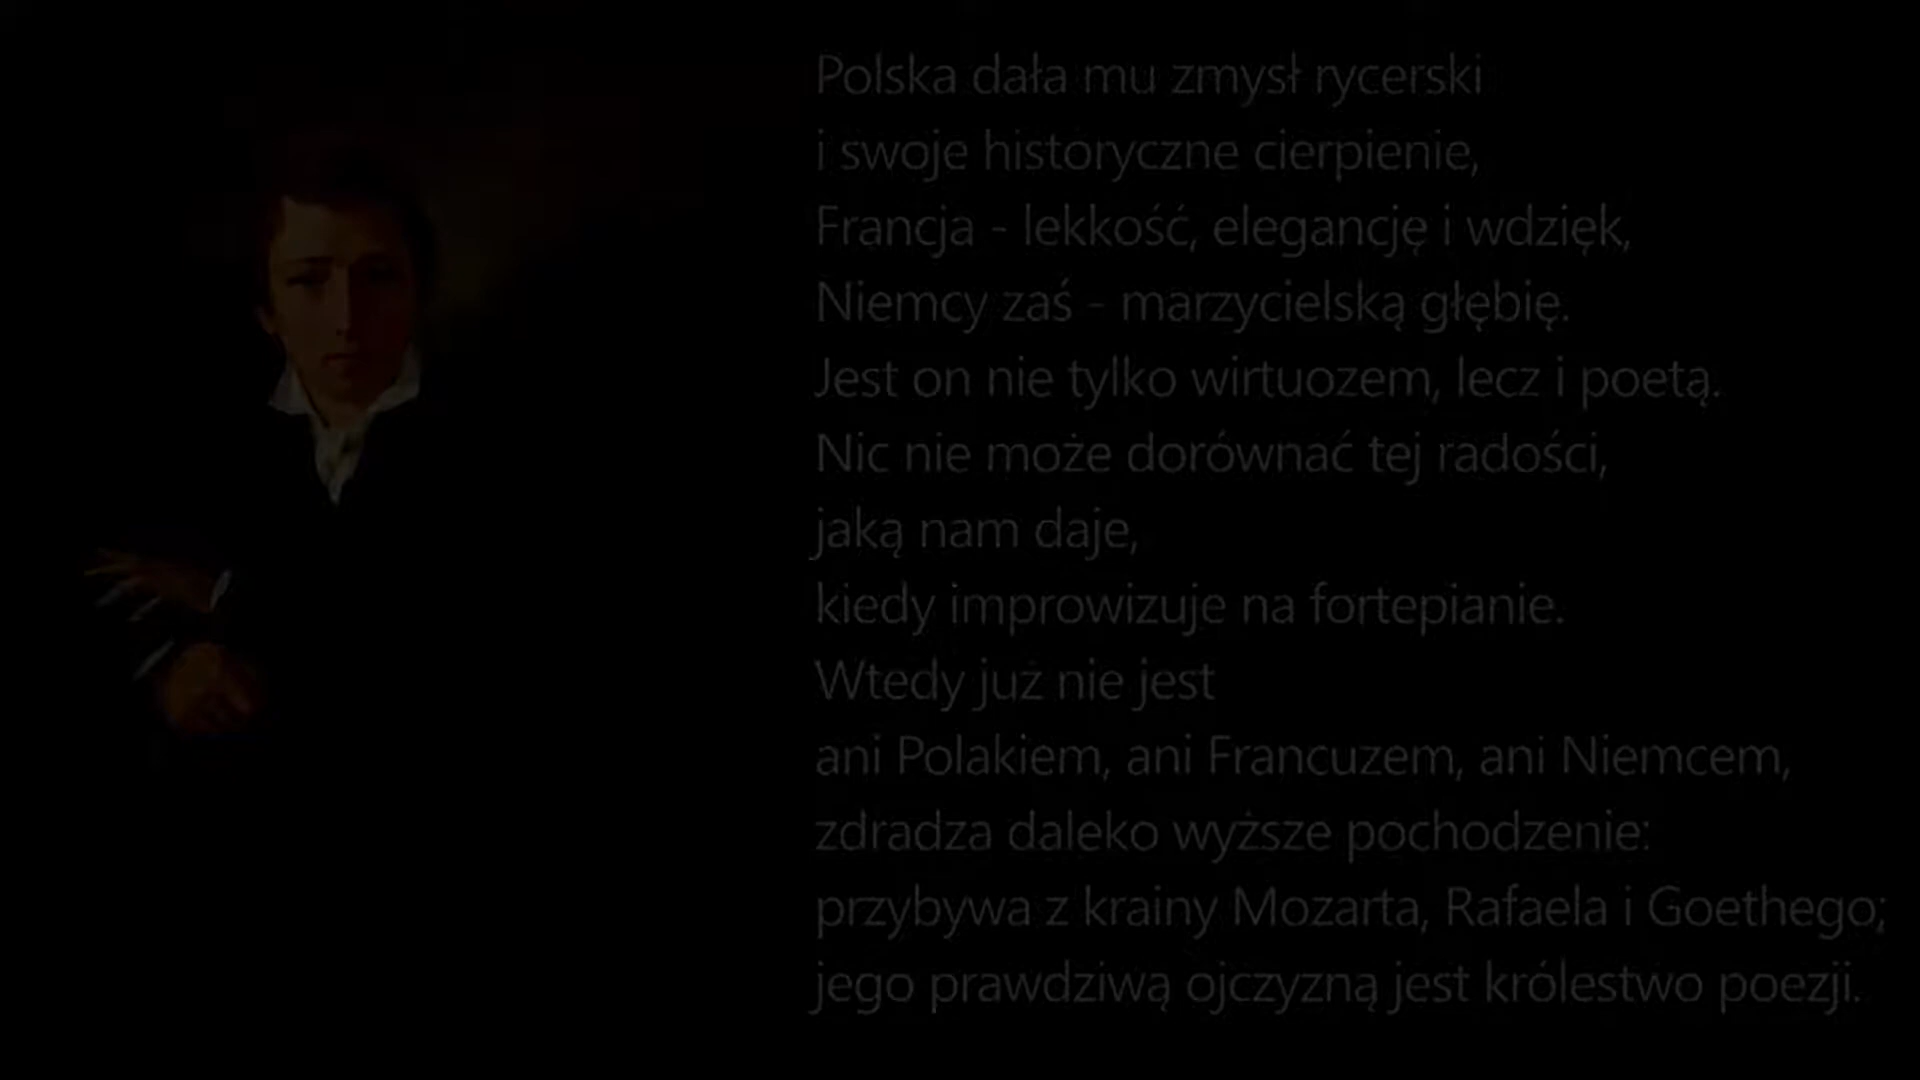 Polska dała mu zmysł rycerski
i swoje historyczne cierpienie,
Francja - lekkość, elegancję i wdzięk,
Niemcy zaś - marzycielską głębię.
Jest on nie tylko wirtuozem, lecz i poetą.
Nic nie może dorównać tej radości,
jaką nam daje,
kiedy improwizuje na fortepianie.
Wtedy już nie jest
ani Polakiem, ani Francuzem, ani Niemcem,
zdradza daleko wyższe pochodzenie:
przybywa z krainy Mozarta, Rafaela i Goethego;
jego prawdziwą ojczyzną jest królestwo poezji.